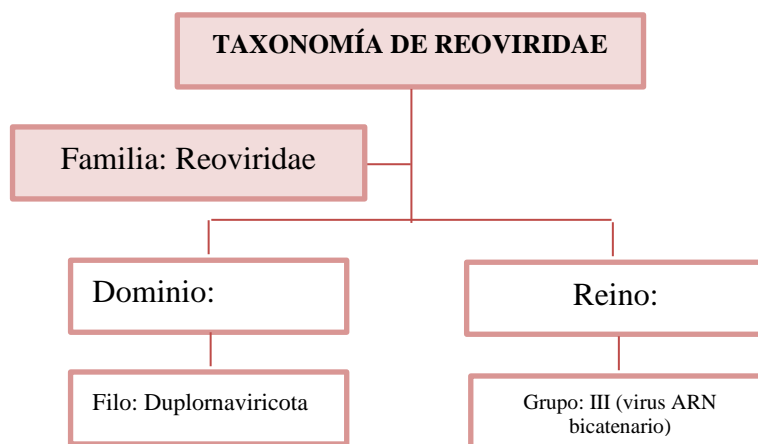 TAXONOMÍA DE REOVIRIDAE
Familia: Reoviridae
Dominio:
Reino:
Filo: Duplornaviricota
Grupo: III (virus ARN
bicatenario)